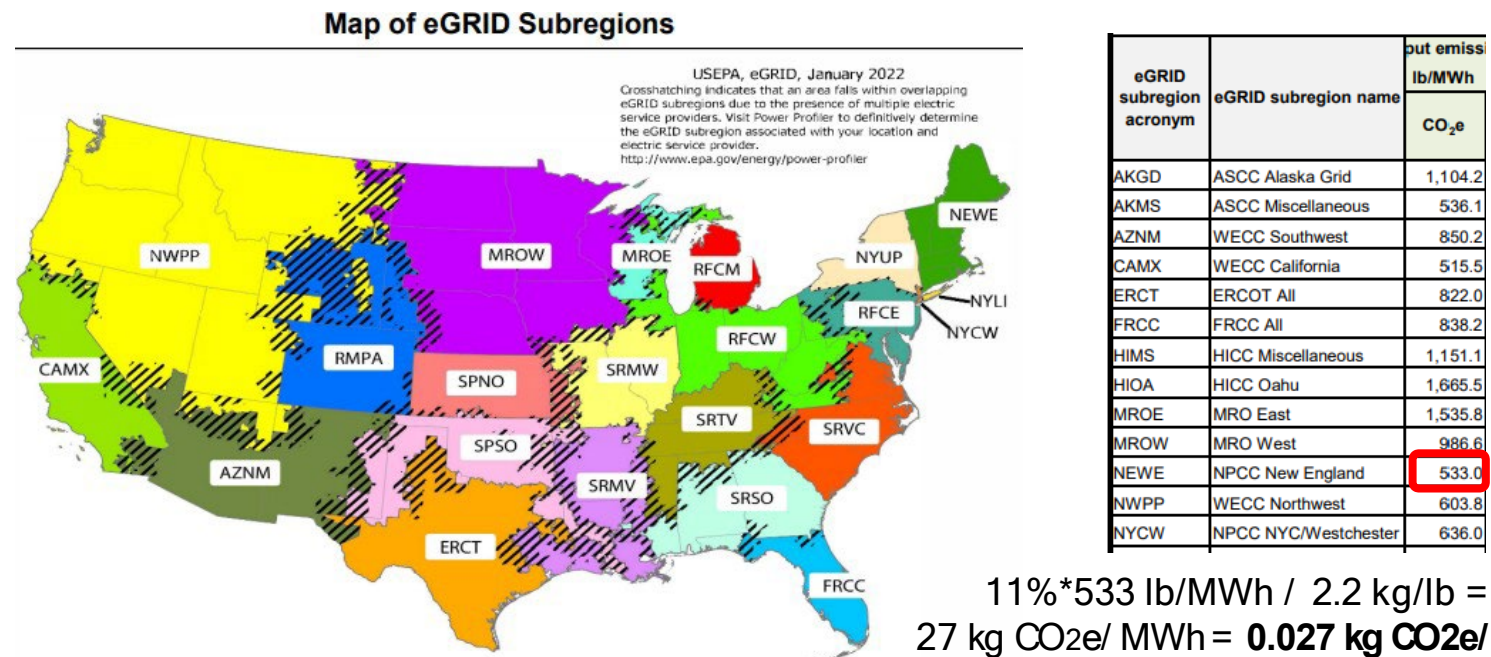 Map of eGRID Subregions
USEPA, eGRID, January 2022
Crosshatching indicates that an area falls within overlapping
eGRID subregions due to the presence of multiple electric
service providers. Visit Power Profiler to definitively determine
the eGRID subregion associated with your location and
electric service provider.
http://www.epa.gov/energy/power-profiler
NEWE
NWPP
MROW
MROE
RFCM
NYUP
NYLI
RFCE
NYCW
RFCW
RMPA
CAMX
SPNO
SRMW
SRTV
SRVC
SPSO
AZNM
SRMV
SRSO
ERCT
FRCC
eGRID subregion acronym eGRID subregion name put emissi lb/MWh CO2e
AKGD ASCC Alaska Grid 1,104.2
AKMS ASCC Miscellaneous 536.1
AZNM WECC Southwest 850.2
CAMX WECC California 515.5
ERCT ERCOT All 822.0
FRCC FRCC All 838.2
HIMS HICC Miscellaneous 1,151.1
HIOA HICC Oahu 1,665.5
MROE MRO East 1,535.8
MROW MRO West 986.6
NEWE NPCC New England 533.0
NWPP WECC Northwest 603.8
NYCW NPCC NYC/Westchester 636.0
11%*533 lb/MWh / 2.2 kg/lb =
27 kg CO2e/ MWh = 0.027 kg CO2e/